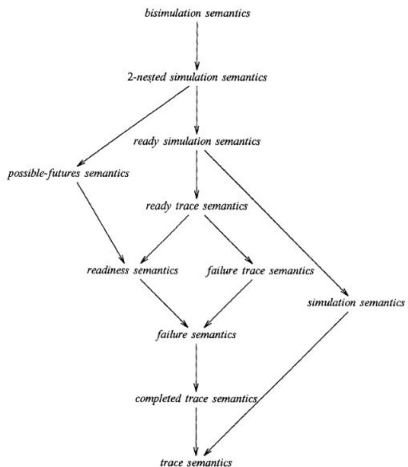 bisimulation semantics
2-nested simulation semantics
ready simulation semantics
possible-futures semantics
ready trace semantics
readiness semantics
failure trace semantics
simulation semantics
failure semantics
completed trace semantics
trace semantics